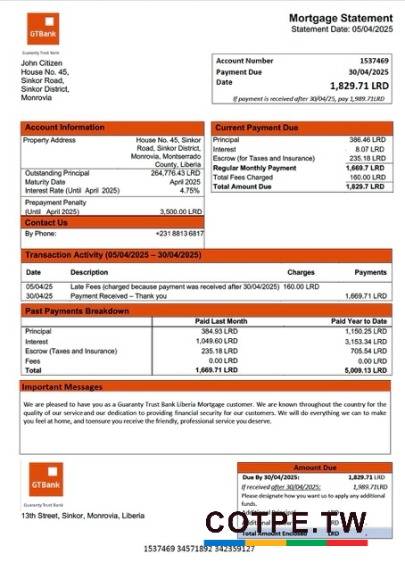 GTBank
Guaranty Trust Bank
Mortgage Statement
Statement Date: 05/04/2025
John Citizen
House No. 45,
Sinkor Road,
Sinkor District,
Monrovia
Account Number 1537469
Payment Due 30/04/2025
Date 1,829.71 LRD
If payment is received after 30/04/25, pay 1,989.71LRD
Account Information
Property Address House No. 45, Sinkor
Road, Sinkor District,
Monrovia, Montserrado
County, Liberia
Outstanding Principal 264,776.43 LRD
Maturity Date April 2025
Interest Rate (Until April 2025) 4.75%
Prepayment Penalty
(Until April 2025) 3,500.00 LRD
Contact Us
By Phone: +231 8813 6817
Current Payment Due
Principal 386.46 LRD
Interest 8.07 LRD
Escrow (for Taxes and Insurance) 235.18 LRD
Regular Monthly Payment 1,669.7 LRD
Total Fees Charged 160.00 LRD
Total Amount Due 1,829.7 LRD
Transaction Activity (05/04/2025 – 30/04/2025)
Date Description Charges Payments
05/04/25 Late Fees (charged because payment was received after 30/04/2025) 160.00 LRD
30/04/25 Payment Received – Thank you 1,669.71 LRD
Past Payments Breakdown
Paid Last Month Paid Year to Date
Principal 384.93 LRD 1,150.25 LRD
Interest 1,049.60 LRD 3,153.34 LRD
Escrow (Taxes and Insurance) 235.18 LRD 705.54 LRD
Fees 0.00 LRD 0.00 LRD
Total 1,669.71 LRD 5,009.13 LRD
Important Messages
We are pleased to have you as a Guaranty Trust Bank Liberia Mortgage customer. We are known throughout the country for the
quality of our service and our dedication to providing financial security for our customers. We will do everything we can to make
you feel at home, and toensure you receive the friendly, professional service you deserve.
GTBank
Guaranty Trust Bank
13th Street, Sinkor, Monrovia, Liberia
Amount Due
Due By 30/04/2025: 1,829.71 LRD
If received after 30/04/2025: 1,989.71LRD
Please designate how you want us to apply any additional
funds.
Additional Principal
Total Amount Enclosed LRD
CCTPE.TW
1537469 34571892 342359127